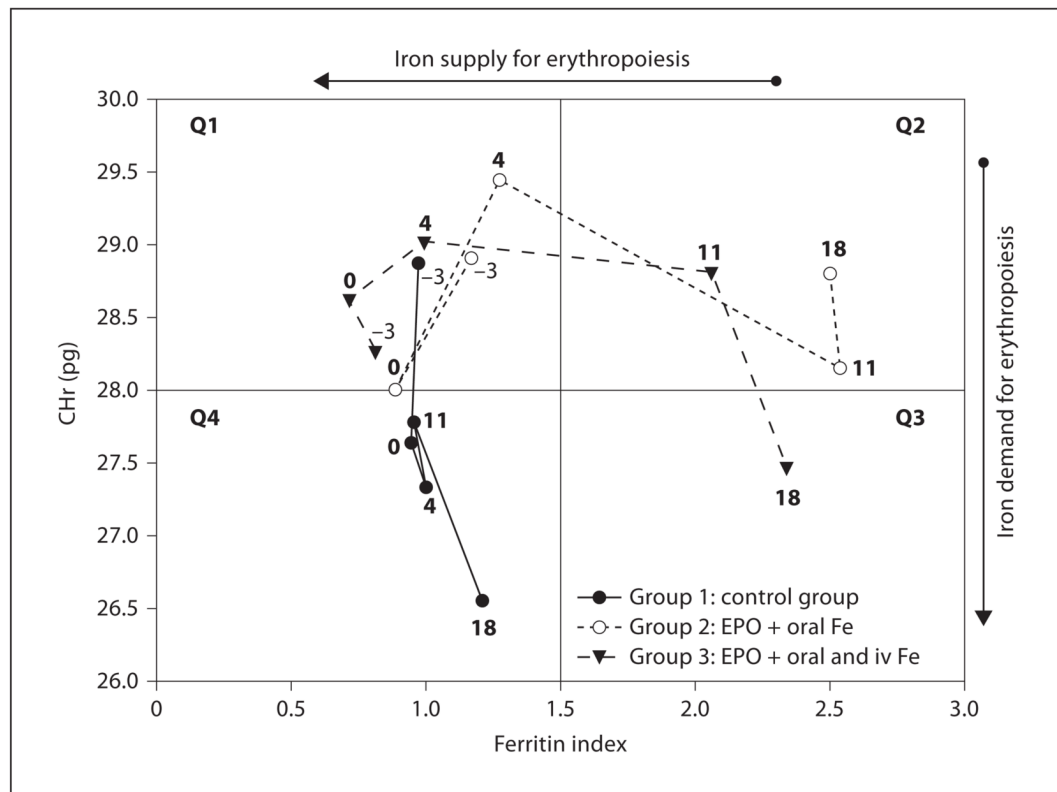 Iron supply for erythropoiesis
CHr (pg)
30.0
29.5
29.0
28.5
28.0
27.5
27.0
26.5
26.0
Q1
Q2
Q4
Q3
4
4
11
18
0
–3
–3
–3
0
11
11
0
4
18
18
Iron demand for erythropoiesis
Group 1: control group
Group 2: EPO + oral Fe
Group 3: EPO + oral and iv Fe
0
0.5
1.0
1.5
2.0
2.5
3.0
Ferritin index